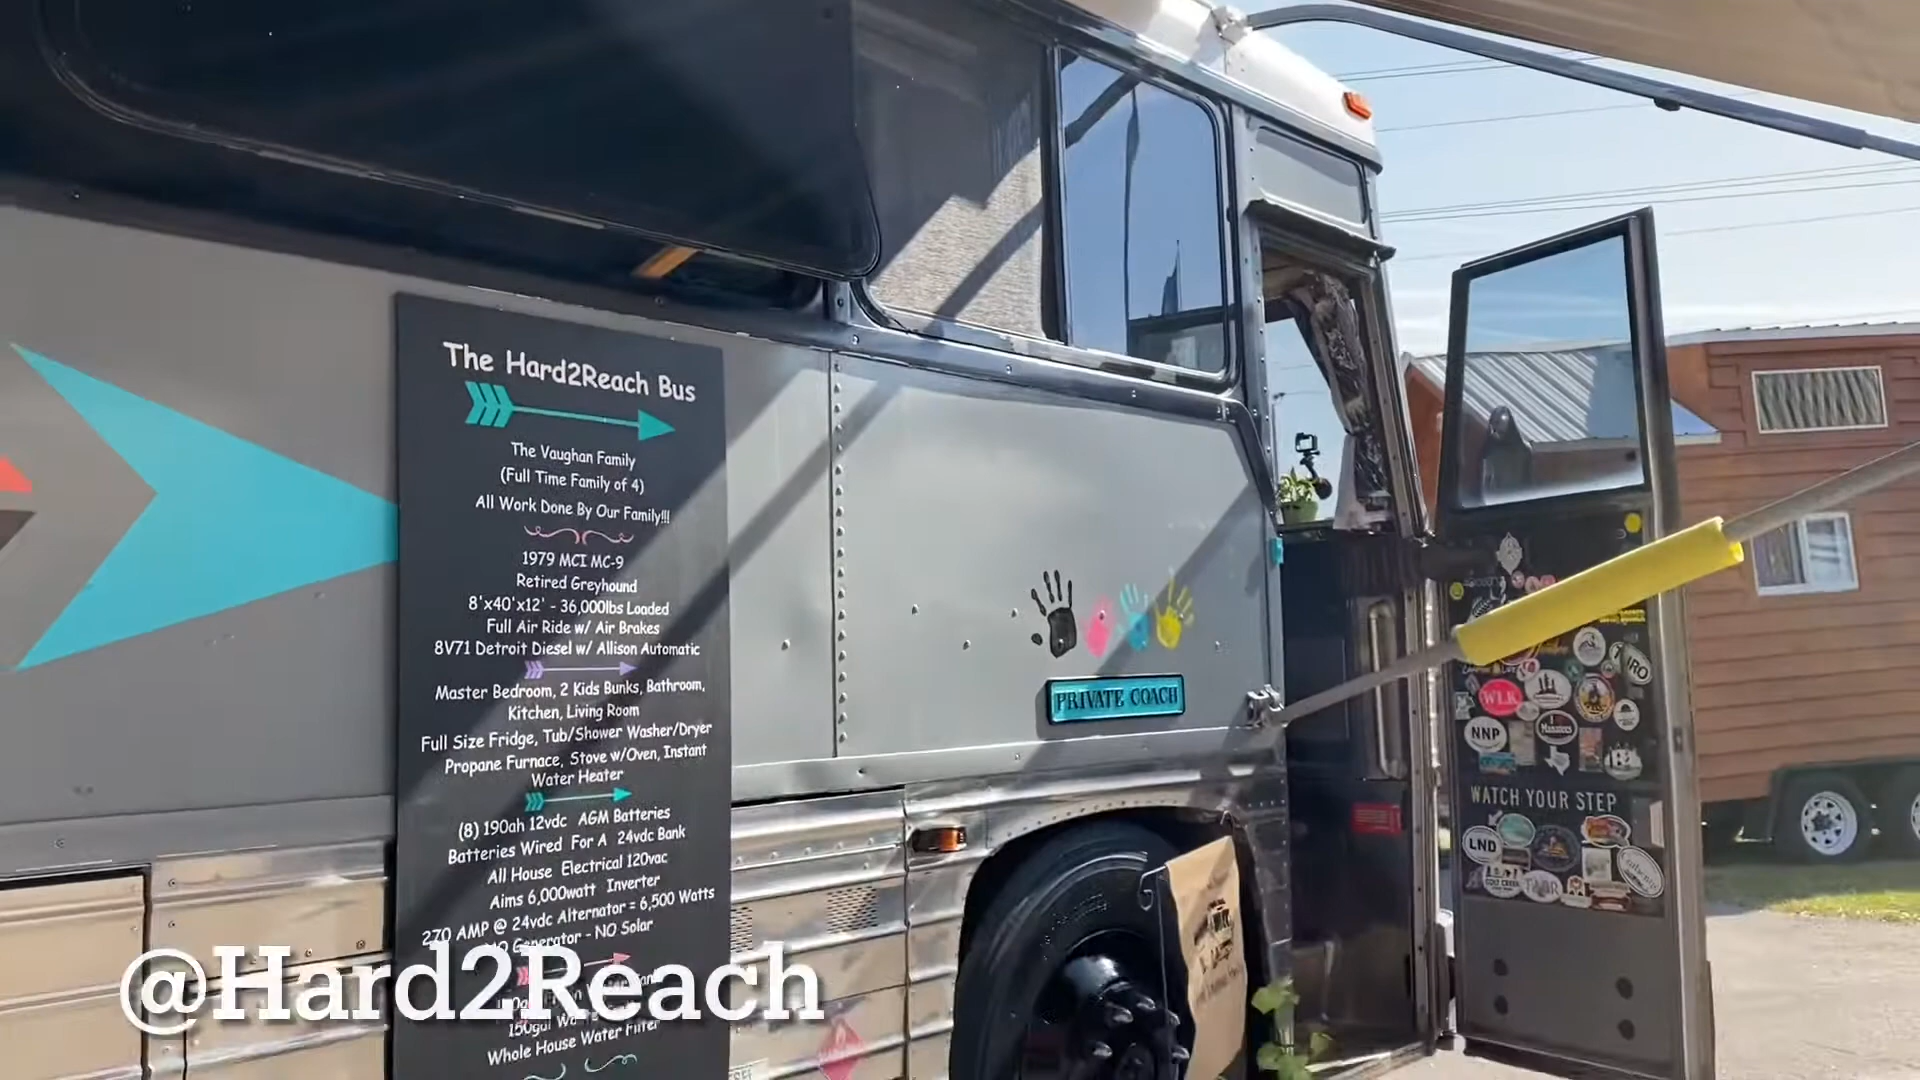 The Hard2Reach Bus
The Vaughan Family
(Full Time Family of 4)
All Work Done By Our Family!!!
1979 MCI MC-9
Retired Greyhound
8'x40'x12' - 36,000lbs Loaded
Full Air Ride w/ Air Brakes
8V71 Detroit Diesel w/ Allison Automatic
Master Bedroom, 2 Kids Bunks, Bathroom,
Kitchen, Living Room
Full Size Fridge, Tub/Shower Washer/Dryer
Propane Furnace, Stove w/Oven, Instant
Water Heater
(8) 190ah 12vdc AGM Batteries
Batteries Wired For A 24vdc Bank
All House Electrical 120vac
Aims 6,000watt Inverter
270 AMP @ 24vdc Alternator = 6,500 Watts
Generator - NO Solar
150gal
Whole House Water Filter
@Hard2Reach
PRIVATE COACH
WLK
NNP
I Manatees
WATCH YOUR STEP
LND